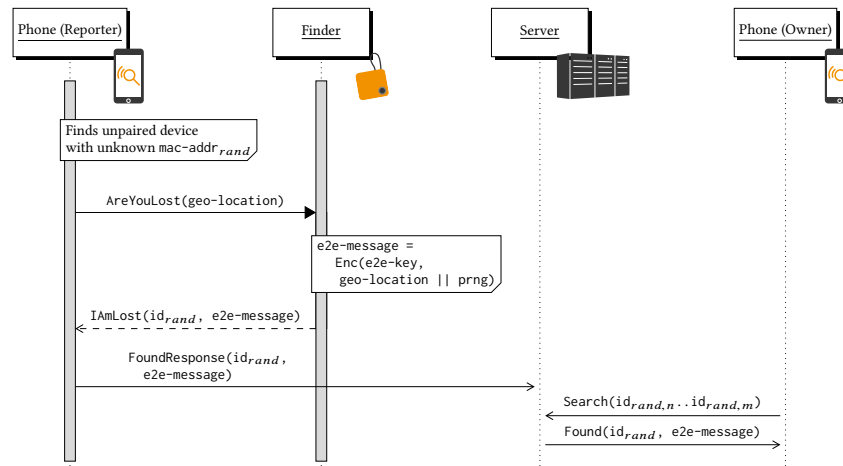 Phone (Reporter)
Finder
Server
Phone (Owner)
Finds unpaired device
with unknown mac-addr_rand
AreYouLost(geo-location)
e2e-message =
Enc(e2e-key,
geo-location || prng)
IAmLost(id_rand, e2e-message)
FoundResponse(id_rand,
e2e-message)
Search(id_rand,n..id_rand,m)
Found(id_rand, e2e-message)